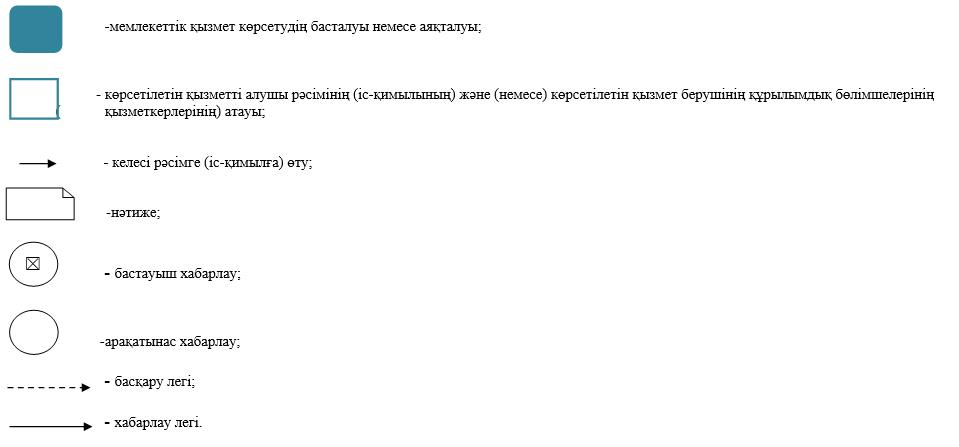 -мемлекеттік қызмет көрсетудің басталуы немесе аяқталуы;
- көрсетілетін қызметті алушы рәсімінің (іс-қимылының) және (немесе) көрсетілетін қызмет берушінің құрылымдық бөлімшелерінің
( қызметкерлерінің) атауы;
- келесі рәсімге (іс-қимылға) өту;
-нәтиже;
- бастауыш хабарлау;
-арақатынас хабарлау;
- басқару легі;
- хабарлау легі.